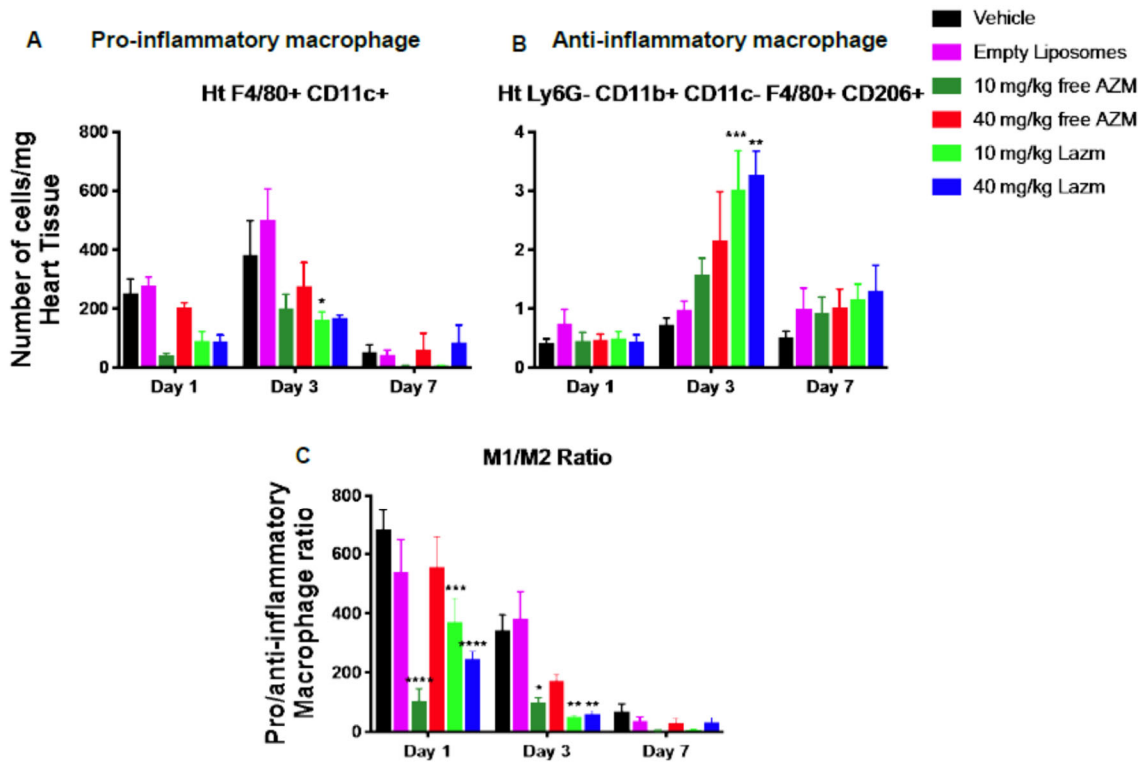 A Pro-inflammatory macrophage
Ht F4/80+ CD11c+
Number of cells/mg
Heart Tissue
800
600
400
200
0
*
Day 1 Day 3 Day 7
B Anti-inflammatory macrophage
Ht Ly6G- CD11b+ CD11c- F4/80+ CD206+
4
3
2
1
0
*** **
Day 1 Day 3 Day 7
Vehicle
Empty Liposomes
10 mg/kg free AZM
40 mg/kg free AZM
10 mg/kg Lazm
40 mg/kg Lazm
C M1/M2 Ratio
Pro/anti-inflammatory
Macrophage ratio
800
600
400
200
0
**** *** **** * ** **
Day 1 Day 3 Day 7